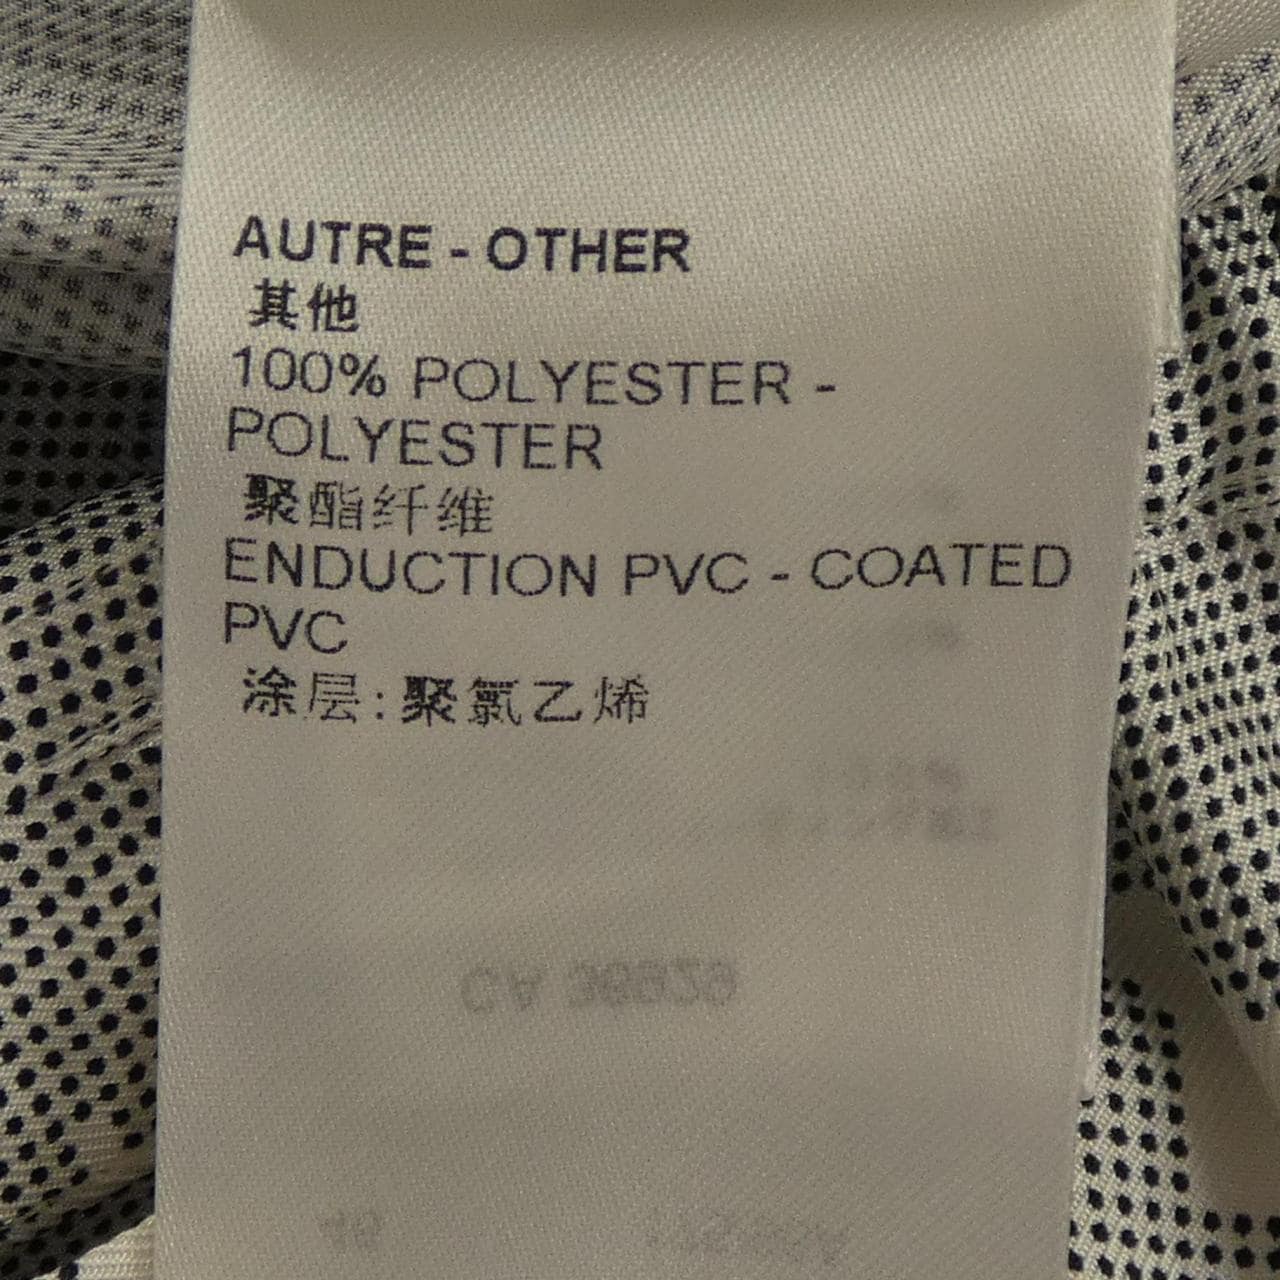 AUTRE - OTHER
其他
100% POLYESTER -
POLYESTER
聚酯纤维
ENDUCTION PVC - COATED
PVC
涂层:聚氯乙烯